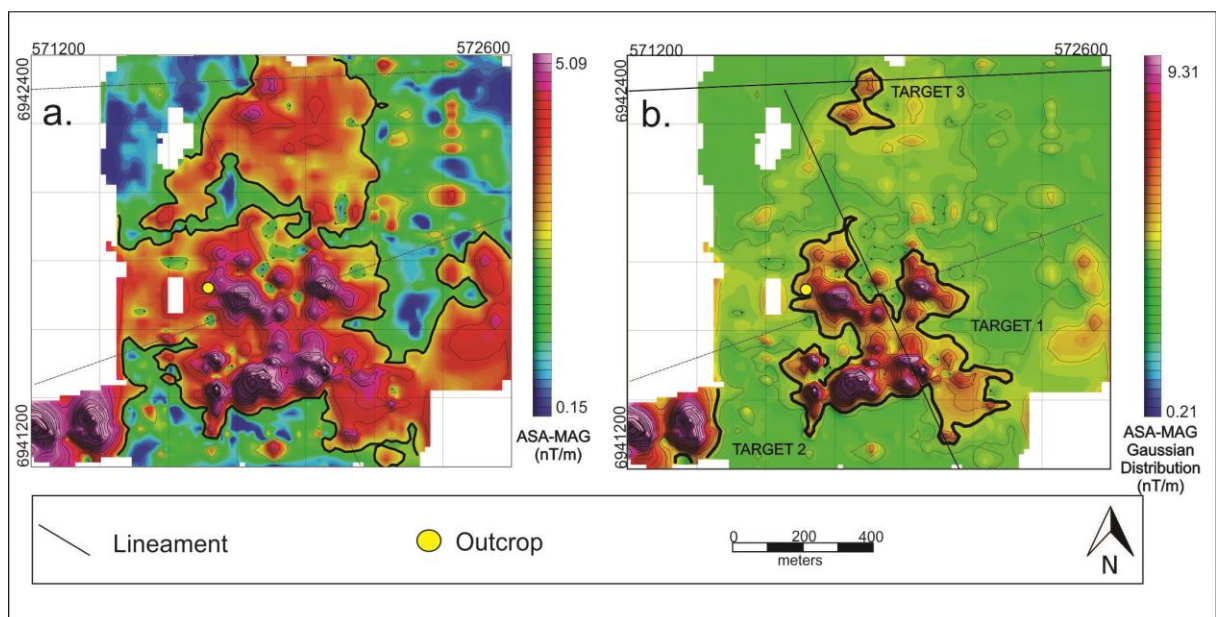 571200
572600
6942400
6941200
a.
5.09
0.15
ASA-MAG
(nT/m)
571200
572600
6942400
6941200
b.
TARGET 3
TARGET 1
TARGET 2
9.31
0.21
ASA-MAG
Gaussian
Distribution
(nT/m)
Lineament
Outcrop
0 200 400
meters
N